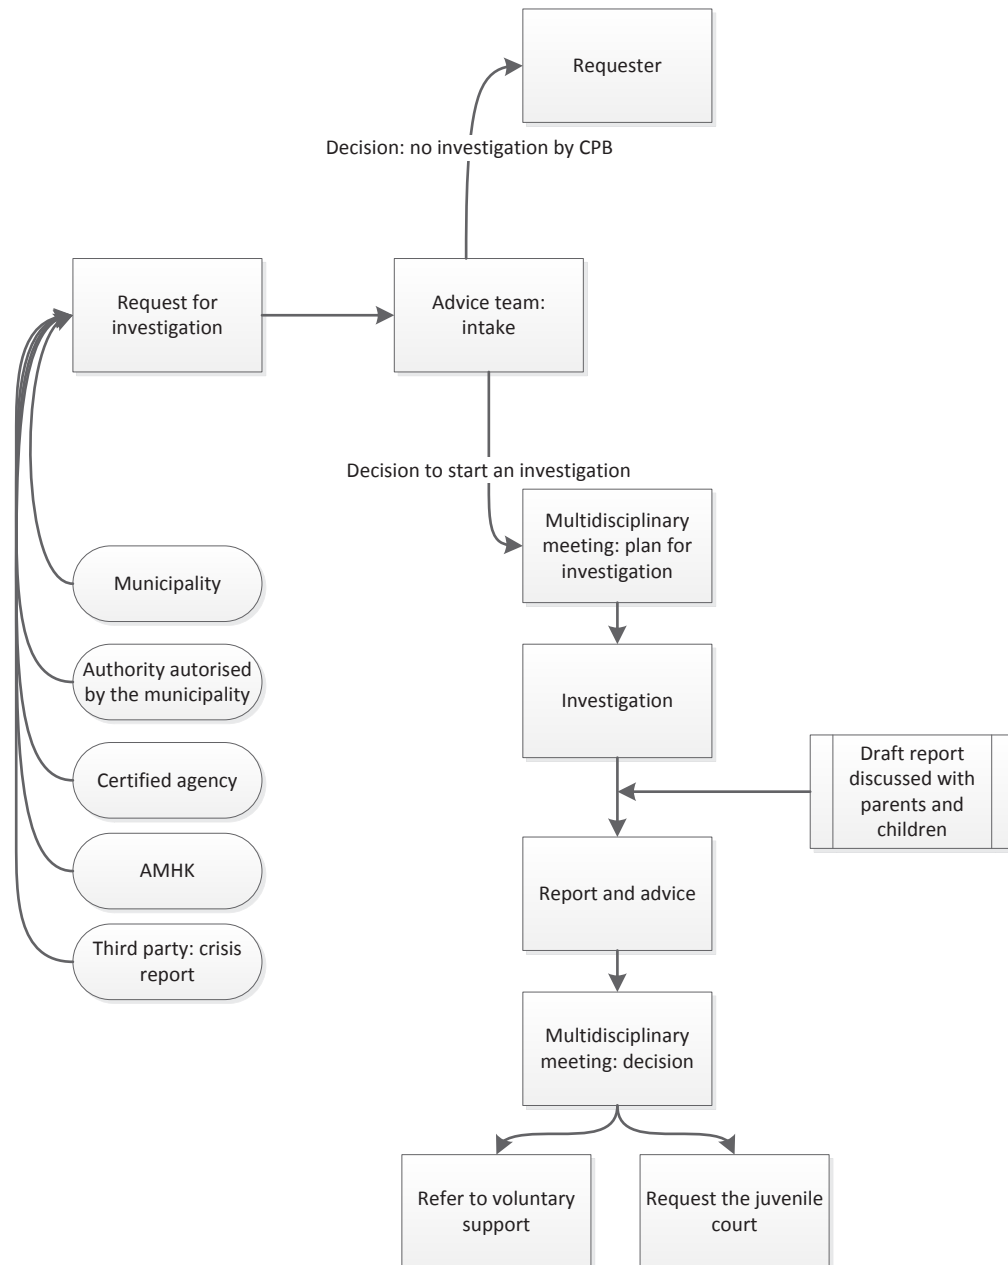 Requester
Decision: no investigation by CPB
Request for
investigation
Advice team:
intake
Decision to start an investigation
Multidisciplinary
meeting: plan for
investigation
Municipality
Authority autorised
by the municipality
Investigation
Certified agency
Draft report
discussed with
parents and
children
AMHK
Report and advice
Third party: crisis
report
Multidisciplinary
meeting: decision
Refer to voluntary
support
Request the juvenile
court